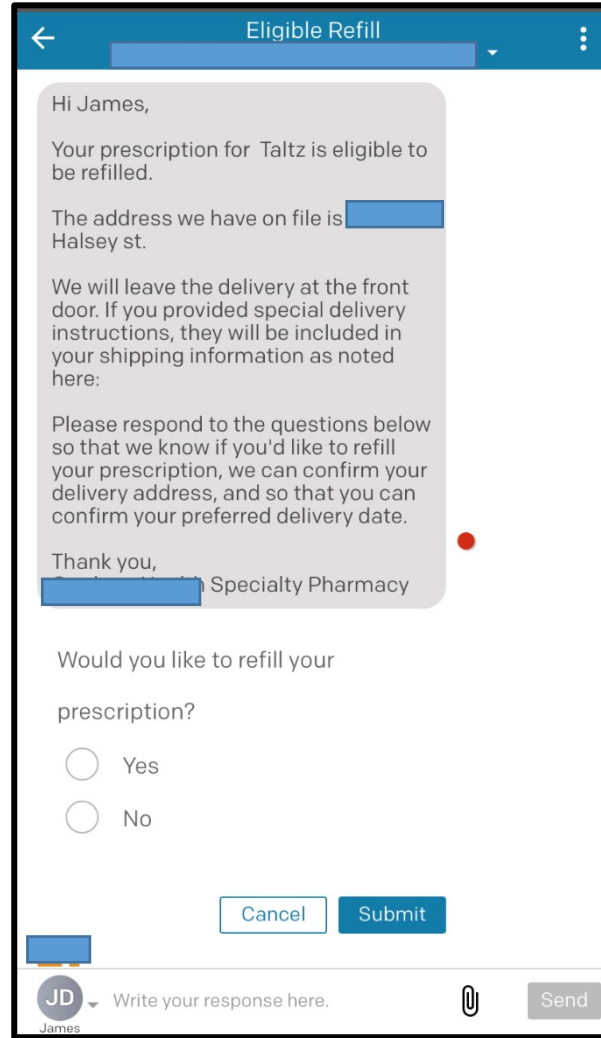 Eligible Refill
Hi James,
Your prescription for Taltz is eligible to
be refilled.
The address we have on file is
Halsey st.
We will leave the delivery at the front
door. If you provided special delivery
instructions, they will be included in
your shipping information as noted
here:
Please respond to the questions below
so that we know if you'd like to refill
your prescription, we can confirm your
delivery address, and so that you can
confirm your preferred delivery date.
Thank you,
Specialty Pharmacy
Would you like to refill your
prescription?
Yes
No
Cancel Submit
JD
Write your response here.
Send
James